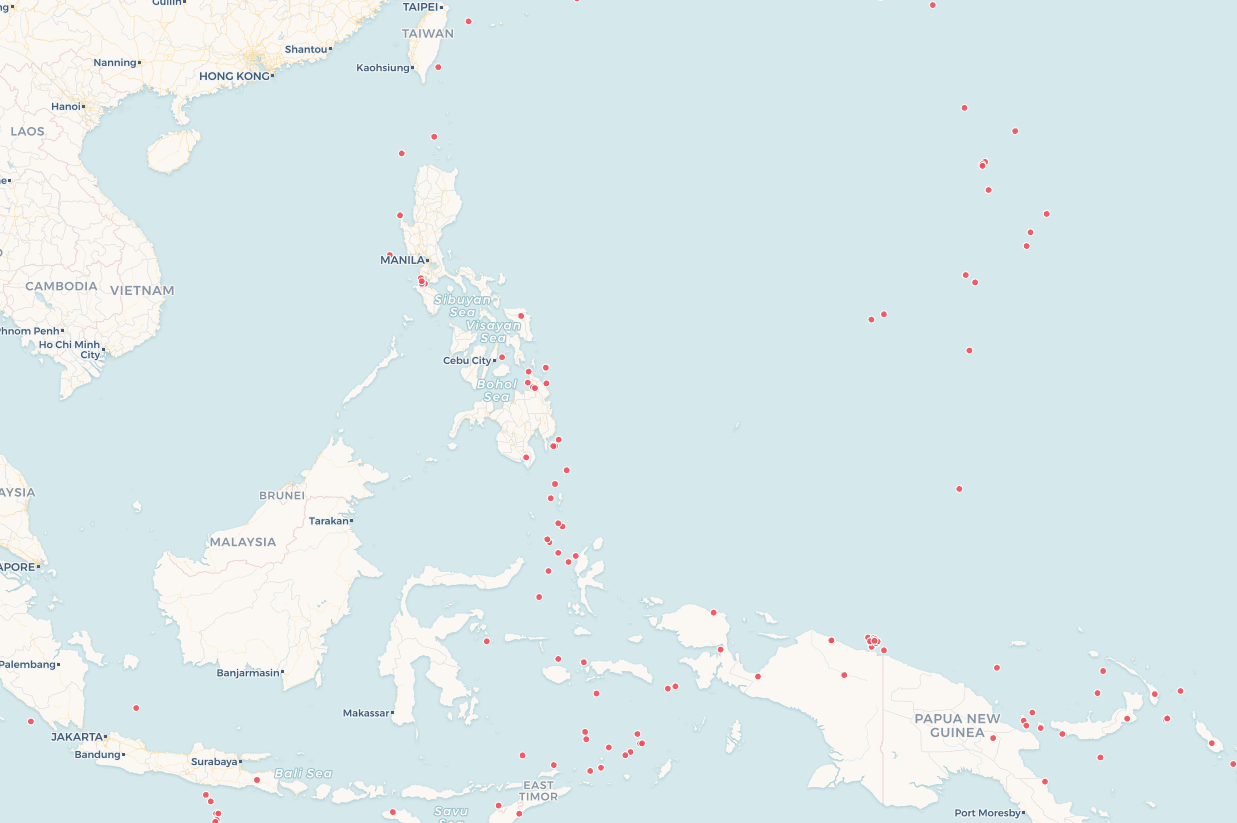 Guilin
TAIPEI
TAIWAN
Shantou
Nanning
HONG KONG
Kaohsiung
Hanoi
LAOS
MANILA
CAMBODIA
VIETNAM
Sibuyan
Sea
Visayan
Sea
Phnom Penh
Ho Chi Minh
City
Cebu City
Bohol
Sea
AYSIA
BRUNEI
Tarakan
MALAYSIA
APORE
Palembang
Banjarmasin
Makassar
PAPUA NEW
GUINEA
JAKARTA
Bandung
Surabaya
Bali Sea
EAST
TIMOR
Savu
Port Moresby